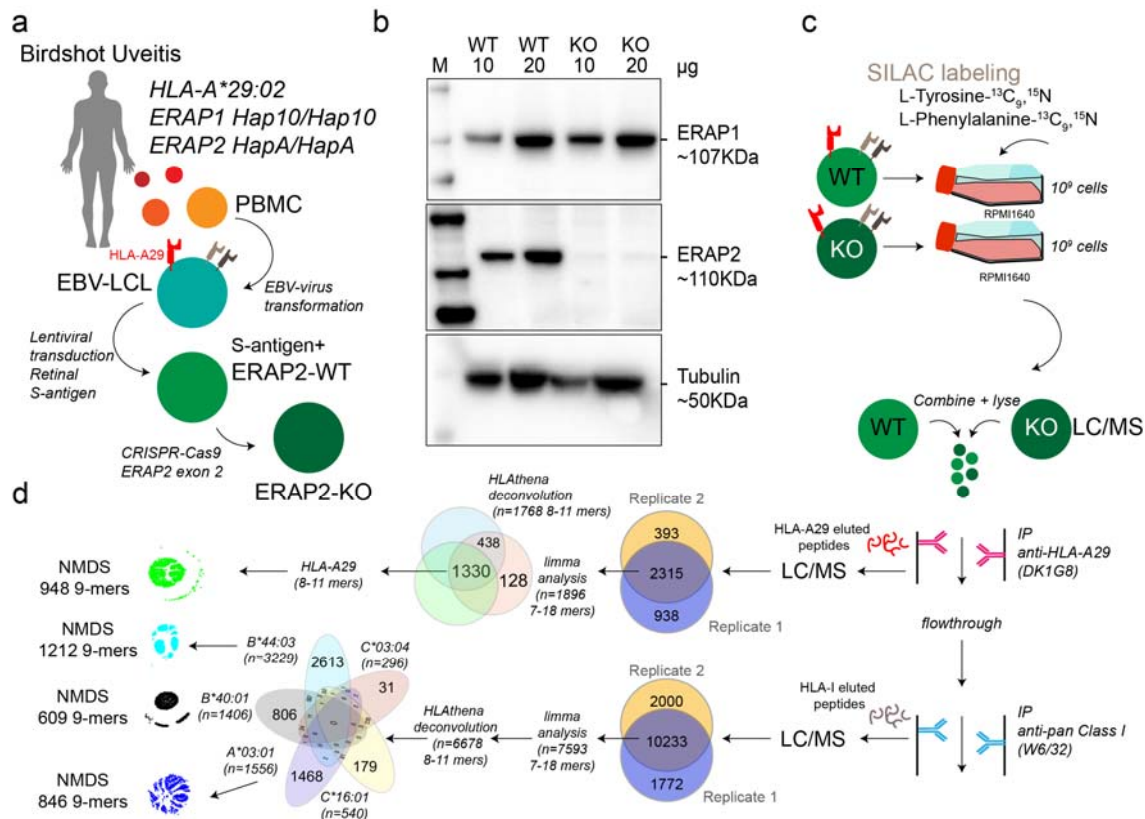 a
Birdshot Uveitis
HLA-A*29:02
ERAP1 Hap10/Hap10
ERAP2 HapA/HapA
PBMC
HLA-A29
EBV-LCL
EBV-virus
transformation
Lentiviral
transduction
Retinal
S-antigen
S-antigen+
ERAP2-WT
CRISPR-Cas9
ERAP2 exon 2
ERAP2-KO
b
WT WT KO KO
M 10 20 10 20 µg
ERAP1
~107KDa
ERAP2
~110KDa
Tubulin
~50KDa
c
SILAC labeling
L-Tyrosine-¹³C₉,¹⁵N
L-Phenylalanine-¹³C₉,¹⁵N
WT
10⁹ cells
RPMI1640
KO
10⁹ cells
RPMI1640
Combine + lyse
WT
KO
LC/MS
IP
anti-HLA-A29
(DK1G8)
HLA-A29 eluted
peptides
LC/MS
flowthrough
IP
anti-pan Class I
(W6/32)
HLA-I eluted
peptides
LC/MS
d
NMDS
948 9-mers
HLA-A29
(8-11 mers)
HLAthena
deconvolution
(n=1768 8-11 mers)
438
1330
128
limma
analysis
(n=1896
7-18 mers)
Replicate 2
393
2315
938
Replicate 1
NMDS
1212 9-mers
B*44:03
(n=3229)
2613
C*03:04
(n=296)
31
NMDS
609 9-mers
B*40:01
(n=1406)
806
NMDS
846 9-mers
A*03:01
(n=1556)
1468
179
C*16:01
(n=540)
HLAthena
deconvolution
(n=6678
8-11 mers)
limma
analysis
(n=7593
7-18 mers)
Replicate 2
2000
10233
1772
Replicate 1